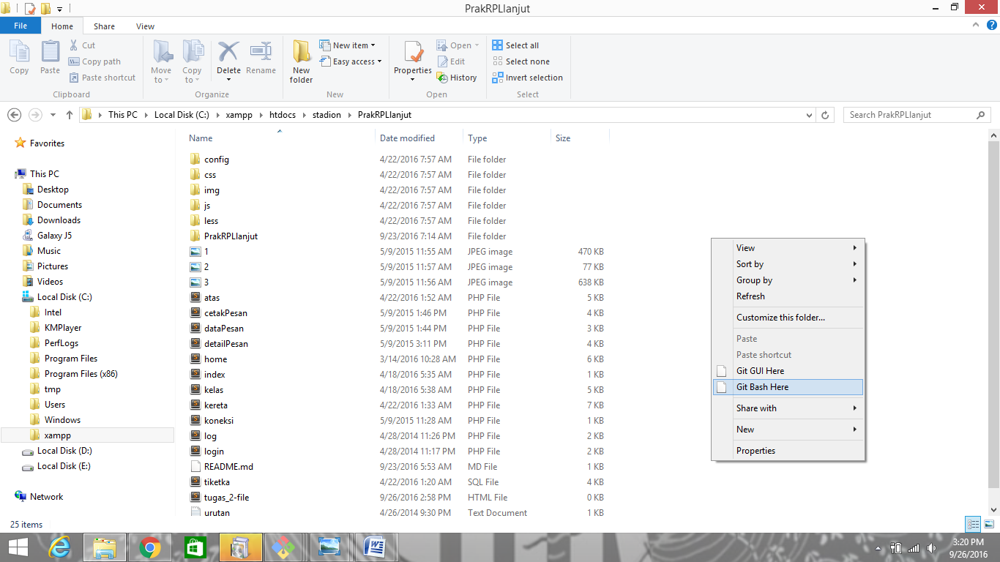 PrakRPLlanjut
File Home Share View
Copy
Paste
Cut
Copy path
Paste shortcut
Clipboard
Move to
Copy to
Delete
Rename
Organize
New folder
New item
Easy access
New
Properties
Open
Edit
History
Open
Select all
Select none
Invert selection
Select
This PC Local Disk (C:) xampp htdocs stadion PrakRPLlanjut
Search PrakRPLlanjut
Favorites
This PC
Desktop
Documents
Downloads
Galaxy J5
Music
Pictures
Videos
Local Disk (C:)
Intel
KMPlayer
PerfLogs
Program Files
Program Files (x86)
tmp
Users
Windows
xampp
Local Disk (D:)
Local Disk (E:)
Network
Name Date modified Type Size
config 4/22/2016 7:57 AM File folder
css 4/22/2016 7:57 AM File folder
img 4/22/2016 7:57 AM File folder
js 4/22/2016 7:57 AM File folder
less 4/22/2016 7:57 AM File folder
PrakRPLlanjut 9/23/2016 7:14 AM File folder
1 5/9/2015 11:55 AM JPEG image 470 KB
2 5/9/2015 11:57 AM JPEG image 77 KB
3 5/9/2015 11:56 AM JPEG image 638 KB
atas 4/22/2016 1:52 AM PHP File 5 KB
cetakPesan 5/9/2015 1:46 PM PHP File 4 KB
dataPesan 5/9/2015 1:44 PM PHP File 3 KB
detailPesan 5/9/2015 3:11 PM PHP File 4 KB
home 3/14/2016 10:28 AM PHP File 6 KB
index 4/18/2016 5:35 AM PHP File 1 KB
kelas 4/18/2016 5:38 AM PHP File 5 KB
kereta 4/22/2016 1:33 AM PHP File 7 KB
koneksi 5/9/2015 11:28 AM PHP File 1 KB
log 4/28/2014 11:26 PM PHP File 2 KB
login 4/28/2014 11:17 PM PHP File 2 KB
README.md 9/23/2016 5:53 AM MD File 1 KB
tiketka 4/22/2016 1:20 AM SQL File 4 KB
tugas_2-file 9/26/2016 2:58 PM HTML File 0 KB
urutan 4/26/2014 9:30 PM Text Document 1 KB
View
Sort by
Group by
Refresh
Customize this folder...
Paste
Paste shortcut
Git GUI Here
Git Bash Here
Share with
New
Properties
25 items
3:20 PM
9/26/2016